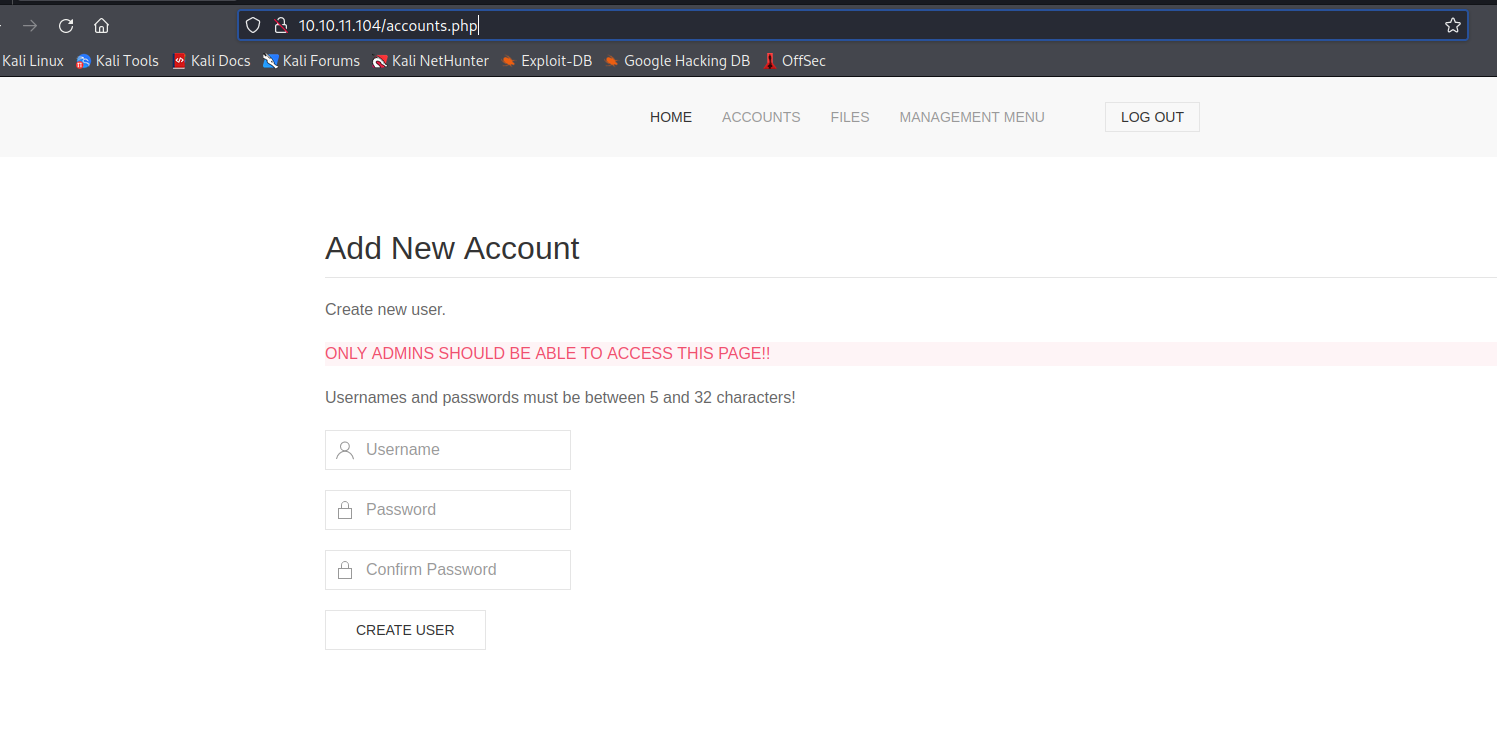 10.10.11.104/accounts.php
Kali Linux Kali Tools Kali Docs Kali Forums Kali NetHunter Exploit-DB Google Hacking DB OffSec
HOME ACCOUNTS FILES MANAGEMENT MENU LOG OUT
Add New Account
Create new user.
ONLY ADMINS SHOULD BE ABLE TO ACCESS THIS PAGE!!
Usernames and passwords must be between 5 and 32 characters!
Username
Password
Confirm Password
CREATE USER